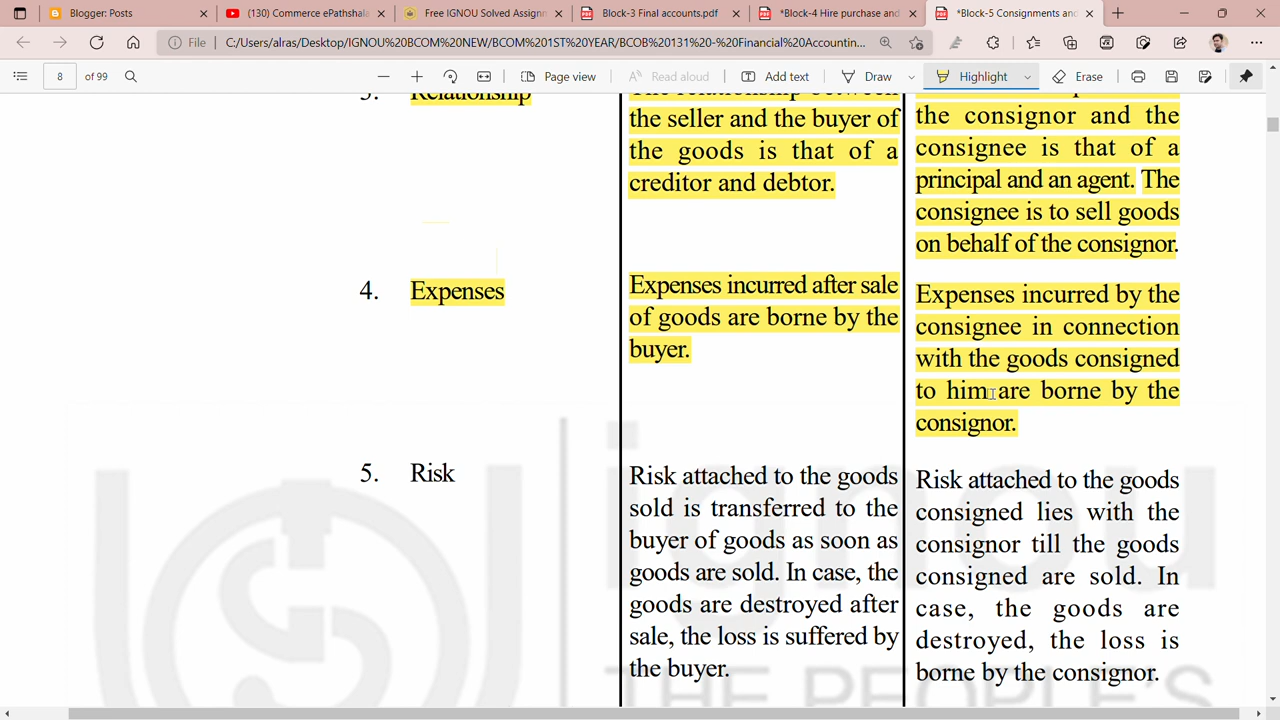 Blogger: Posts
(130) Commerce ePathshala
Free IGNOU Solved Assignm
Block-3 Final accounts.pdf
*Block-4 Hire purchase and
*Block-5 Consignments and
File
C:/Users/alras/Desktop/IGNOU%20BCOM%20NEW/BCOM%201ST%20YEAR/BCOB%20131%20-%20Financial%20Accountin...
8 of 99
Page view
Read aloud
Add text
Draw
Highlight
Erase
3. Relationship
The relationship between
the seller and the buyer of
the goods is that of a
creditor and debtor.
the consignor and the
consignee is that of a
principal and an agent. The
consignee is to sell goods
on behalf of the consignor.
4. Expenses
Expenses incurred after sale
of goods are borne by the
buyer.
Expenses incurred by the
consignee in connection
with the goods consigned
to him are borne by the
consignor.
5. Risk
Risk attached to the goods
sold is transferred to the
buyer of goods as soon as
goods are sold. In case, the
goods are destroyed after
sale, the loss is suffered by
the buyer.
Risk attached to the goods
consigned lies with the
consignor till the goods
consigned are sold. In
case, the goods are
destroyed, the loss is
borne by the consignor.
ignou
THE PEOPLE'S